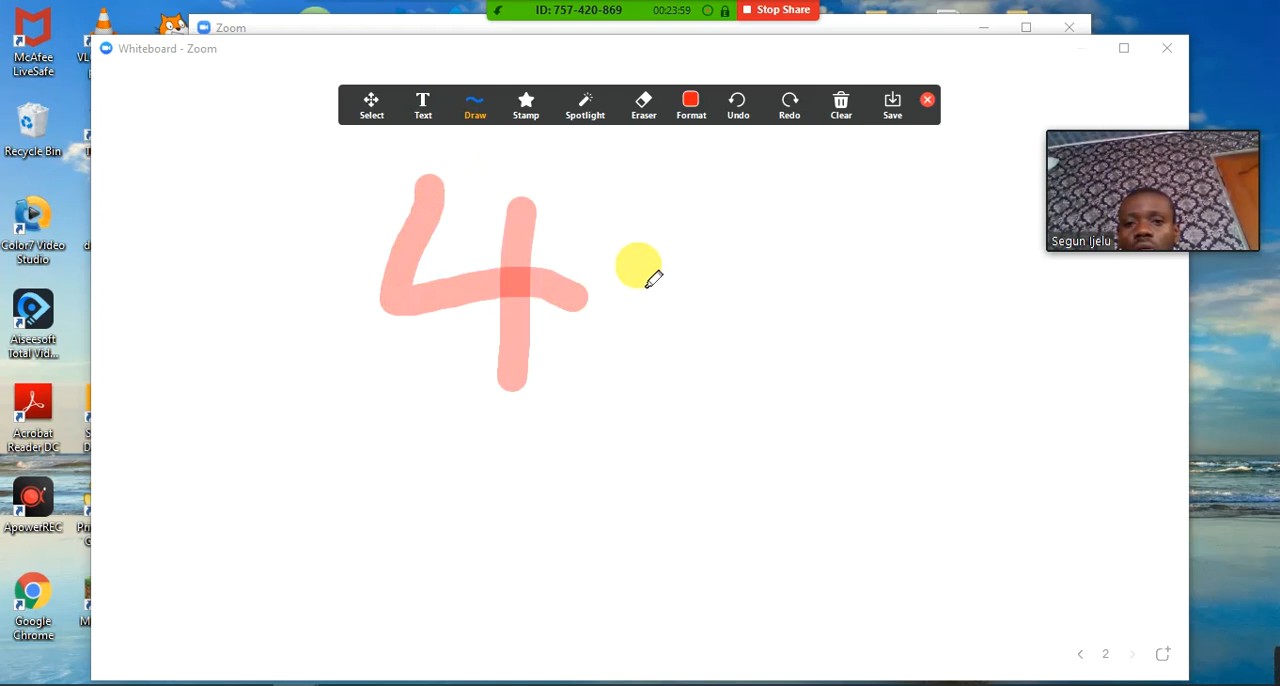 ID: 757-420-869 00:23:59 Stop Share
Zoom
Whiteboard - Zoom
Select Text Draw Stamp Spotlight Eraser Format Undo Redo Clear Save
4
Segun Ijelu
McAfee
LiveSafe
Recycle Bin
Color7 Video
Studio
Aiseesoft
Total Vid...
Acrobat
Reader DC
ApowerREC
Google
Chrome
2